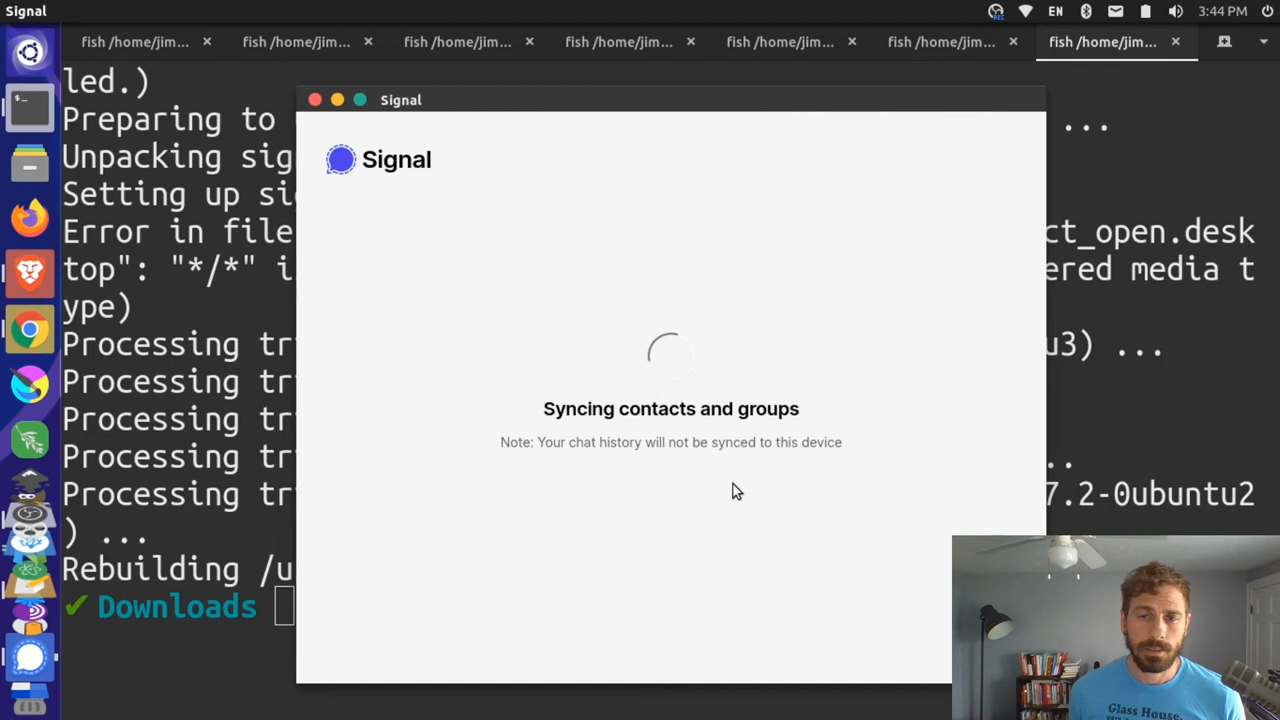 Signal
EN
3:44 PM
fish /home/jim...
fish /home/jim...
fish /home/jim...
fish /home/jim...
fish /home/jim...
fish /home/jim...
fish /home/jim...
led.)
Preparing to ...
Unpacking sig
Setting up si
Error in file ct_open.desk
top": "*/*" i ered media t
ype)
Processing tr u3) ...
Processing tr
Processing tr
Processing tr ..
Processing tr 7.2-0ubuntu2
) ...
Rebuilding /u
✔ Downloads
Signal
Signal
Syncing contacts and groups
Note: Your chat history will not be synced to this device
Glass House,